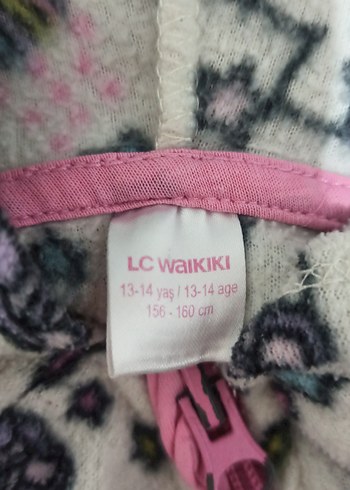 LC WAIKIKI
13-14 yaş / 13-14 age
156 - 160 cm